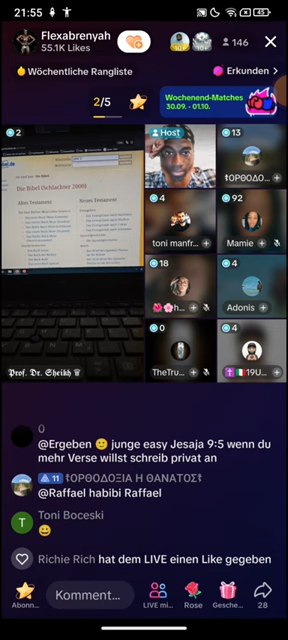 21:55
45
Flexabrenyah
55.1K Likes
146
Wöchentliche Rangliste
Erkunden >
2/5
Wochenend-Matches
30.09. - 01.10.
2
Die Bibel (Schlachter 2000)
Altes Testament
Neues Testament
Prof. Dr. Sheikh ♕
Host
13
☦ΟΡΘΟΔΟ...
4
toni manfr...
92
Mamie
18
🌺🌸h...
4
Adonis
0
TheTru...
4
✝️🇮🇹19U...
0
@Ergeben 🙂 junge easy Jesaja 9:5 wenn du
mehr Verse willst schreib privat an
11 ☦ΟΡΘΟΔΟΞΙΑ Η ΘΑΝΑΤΟΣ☦
@Raffael habibi Raffael
T
Toni Boceski
😀
Richie Rich hat dem LIVE einen Like gegeben
Abonn...
Komment...
LIVE mi...
Rose
Gesche...
28